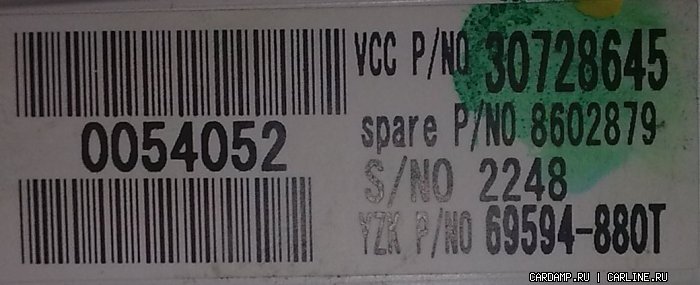 0054052
VCC P/NO 30728645
spare P/NO 8602879
S/NO 2248
YZK P/NO 69594-880T
CARDAMP.RU | CARLINE.RU